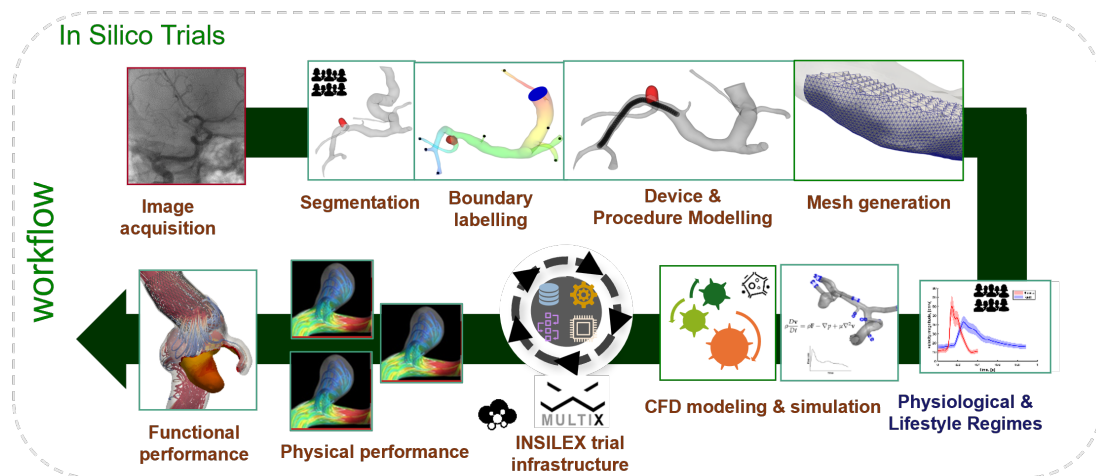 In Silico Trials
workflow
Image
acquisition
Segmentation
Boundary
labelling
Device &
Procedure Modelling
Mesh generation
Functional
performance
Physical performance
MULTIX
INSILEX trial
infrastructure
CFD modeling & simulation
Physiological &
Lifestyle Regimes